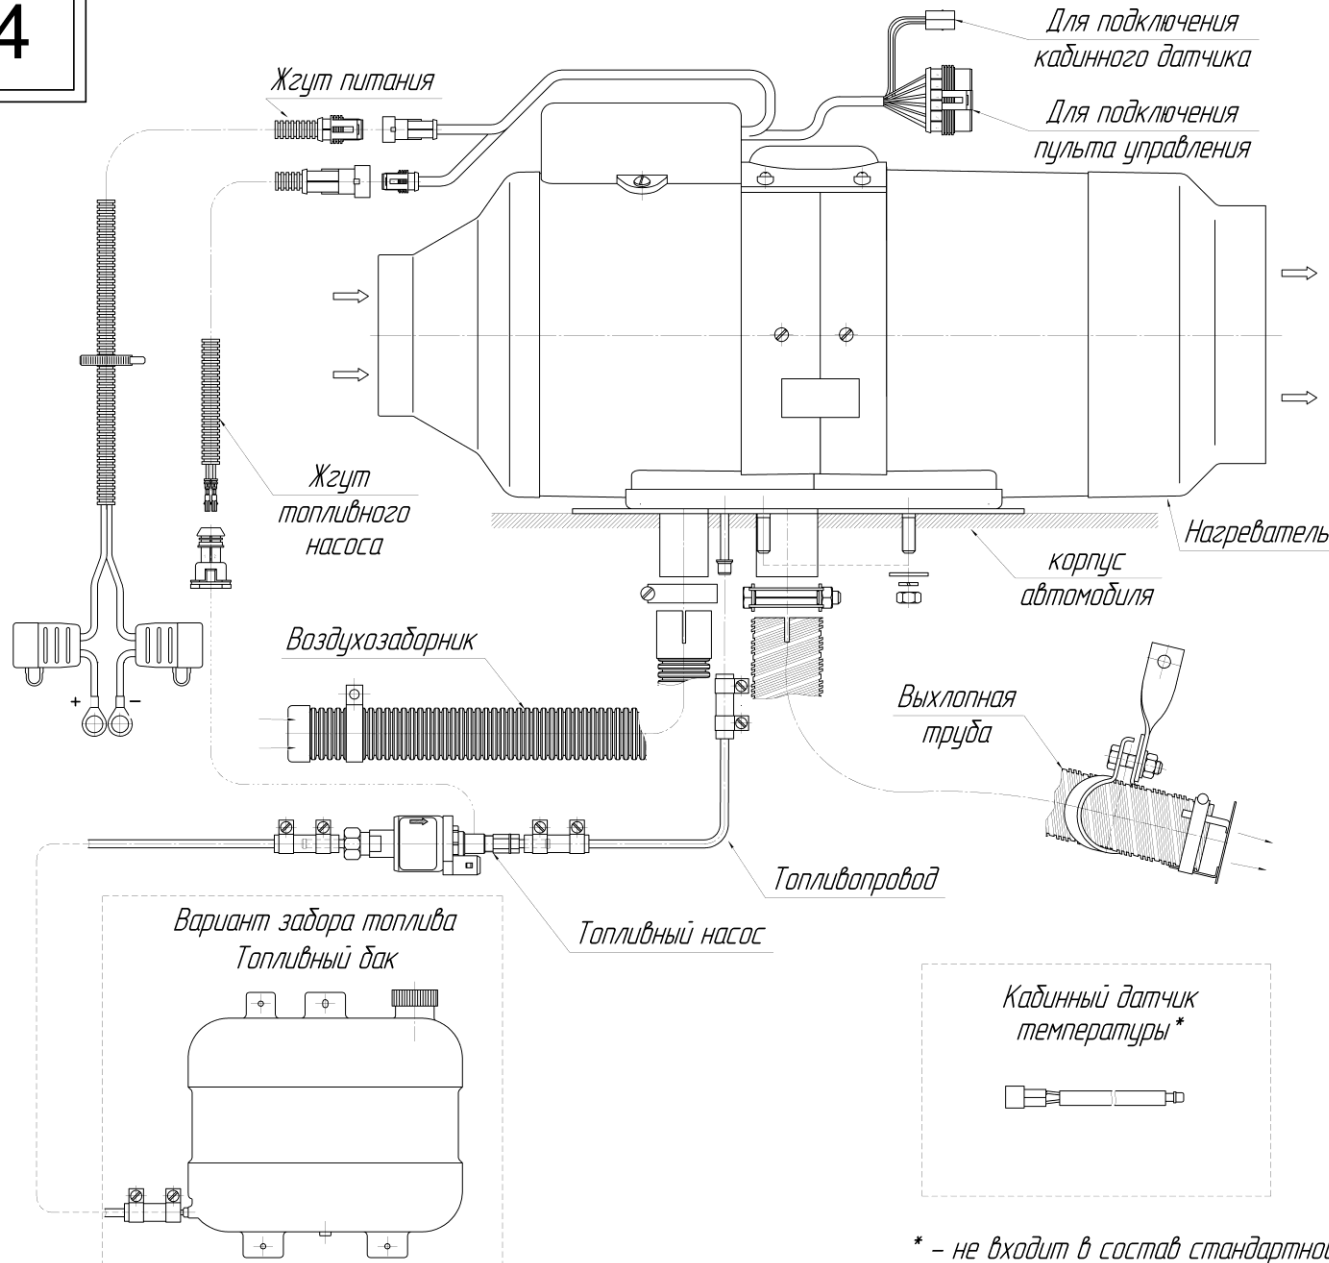 4
Для подключения
кабинного датчика
Жгут питания
Для подключения
пульта управления
Жгут
топливного
насоса
Нагреватель
корпус
автомобиля
Воздухозаборник
Выхлопная
труба
+ −
Топливопровод
Вариант забора топлива
Топливный бак
Топливный насос
Кабинный датчик
температуры*
* – не входит в состав стандартной